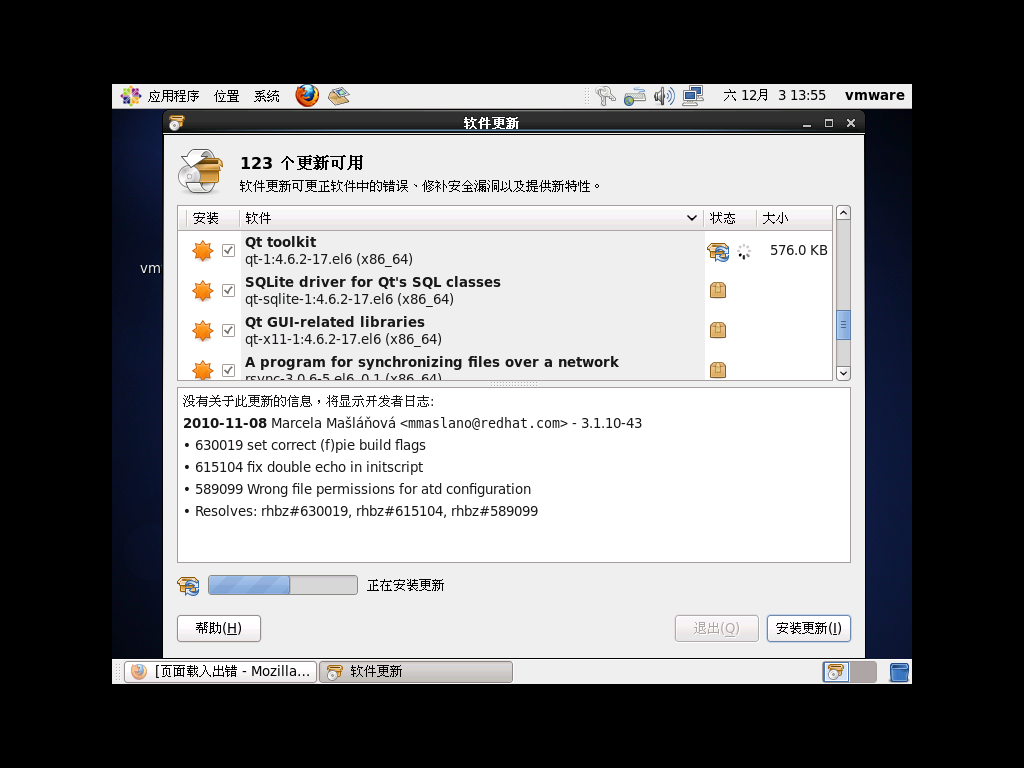 应用程序 位置 系统 六 12月 3 13:55 vmware
软件更新
123 个更新可用
软件更新可更正软件中的错误、修补安全漏洞以及提供新特性。
安装 软件 状态 大小
Qt toolkit
qt-1:4.6.2-17.el6 (x86_64) 576.0 KB
SQLite driver for Qt's SQL classes
qt-sqlite-1:4.6.2-17.el6 (x86_64)
Qt GUI-related libraries
qt-x11-1:4.6.2-17.el6 (x86_64)
A program for synchronizing files over a network
rsync-3.0.6-5.el6_0.1 (x86_64)
vm
没有关于此更新的信息，将显示开发者日志:
2010-11-08 Marcela Mašláňová <mmaslano@redhat.com> - 3.1.10-43
• 630019 set correct (f)pie build flags
• 615104 fix double echo in initscript
• 589099 Wrong file permissions for atd configuration
• Resolves: rhbz#630019, rhbz#615104, rhbz#589099
正在安装更新
帮助(H) 退出(Q) 安装更新(I)
[页面载入出错 - Mozilla... 软件更新